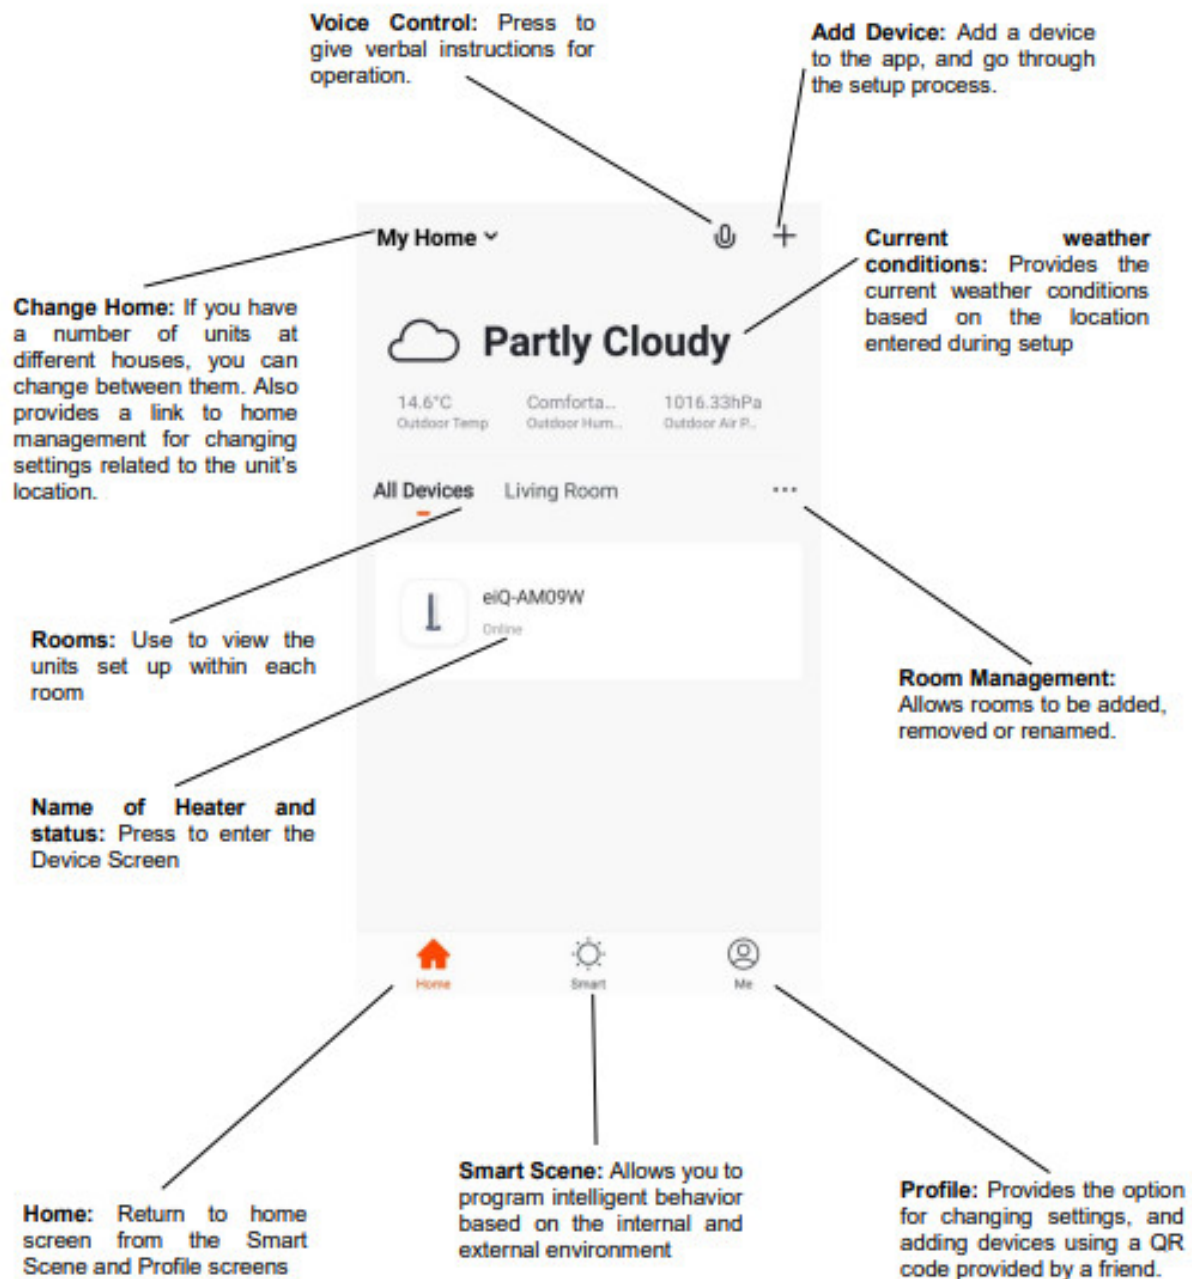 Voice Control: Press to
give verbal instructions for
operation.
Add Device: Add a device
to the app, and go through
the setup process.
My Home
Current weather
conditions: Provides the
current weather conditions
based on the location
entered during setup
Change Home: If you have
a number of units at
different houses, you can
change between them. Also
provides a link to home
management for changing
settings related to the unit's
location.
Partly Cloudy
14.6°C Comforta... 1016.33hPa
Outdoor Temp Outdoor Hum... Outdoor Air P...
All Devices Living Room ...
eiQ-AM09W
Online
Rooms: Use to view the
units set up within each
room
Room Management:
Allows rooms to be added,
removed or renamed.
Name of Heater and
status: Press to enter the
Device Screen
Home Smart Me
Home: Return to home
screen from the Smart
Scene and Profile screens
Smart Scene: Allows you to
program intelligent behavior
based on the internal and
external environment
Profile: Provides the option
for changing settings, and
adding devices using a QR
code provided by a friend.